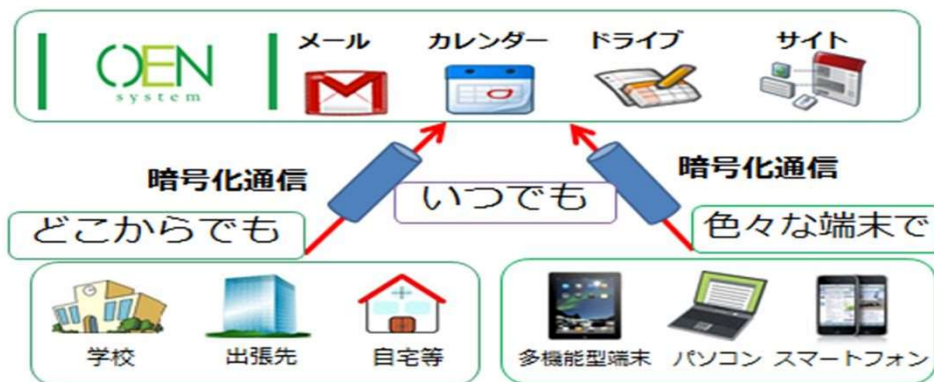 OEN
system
メール カレンダー ドライブ サイト
暗号化通信 暗号化通信
どこからでも いつでも 色々な端末で
学校 出張先 自宅等 多機能型端末 パソコン スマートフォン